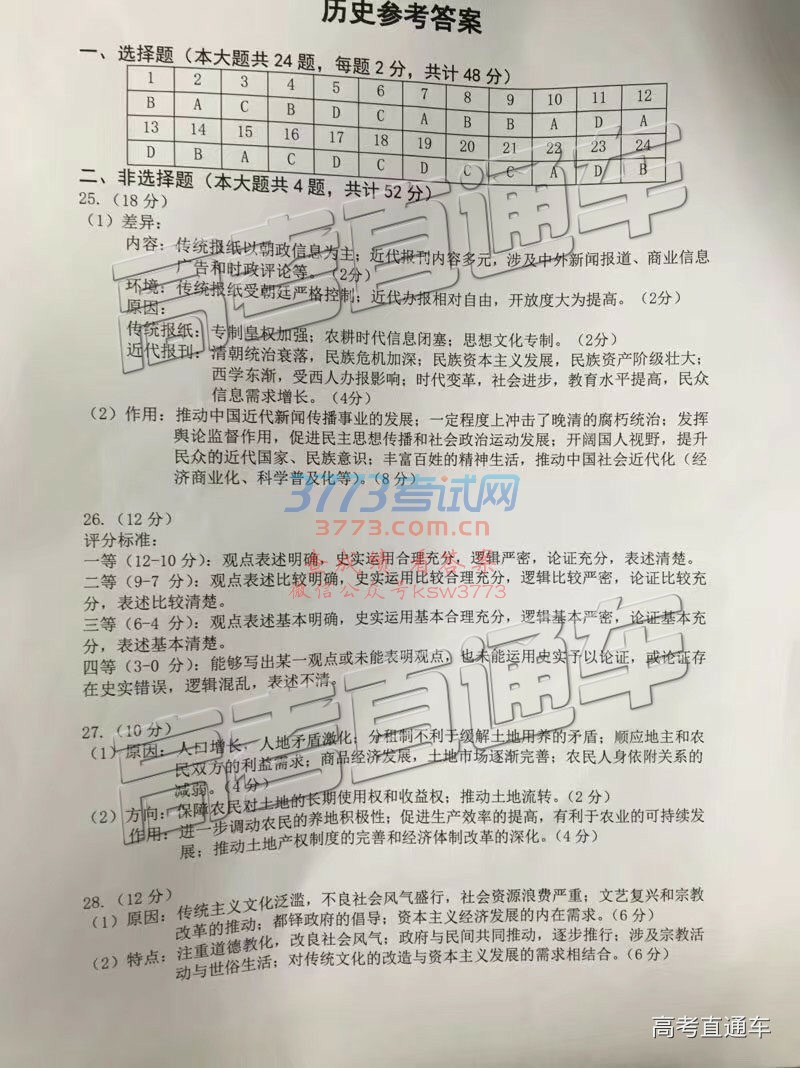 历史参考答案
一、选择题（本大题共24题，每题2分，共计48分）
1 2 3 4 5 6 7 8 9 10 11 12
B A C B D C A B B A D A
13 14 15 16 17 18 19 20 21 22 23 24
D B A C D C D C C A D B
二、非选择题（本大题共4题，共计52分）
25.（18分）
（1）差异：
内容：传统报纸以朝政信息为主；近代报刊内容多元，涉及中外新闻报道、商业信息
广告和时政评论等。（2分）
环境：传统报纸受朝廷严格控制；近代办报相对自由，开放度大为提高。（2分）
原因：
传统报纸：专制皇权加强；农耕时代信息闭塞；思想文化专制。（2分）
近代报刊：清朝统治衰落，民族危机加深；民族资本主义发展，民族资产阶级壮大；
西学东渐，受西人办报影响；时代变革，社会进步，教育水平提高，民众
信息需求增长。（4分）
（2）作用：推动中国近代新闻传播事业的发展；一定程度上冲击了晚清的腐朽统治；发挥
舆论监督作用，促进民主思想传播和社会政治运动发展；开阔国人视野，提升
民众的近代国家、民族意识；丰富百姓的精神生活，推动中国社会近代化（经
济商业化、科学普及化等）。（8分）
3773考试网
3773.com.cn
查成绩 看答案
微信公众号ksw3773
26.（12分）
评分标准：
一等（12-10分）：观点表述明确，史实运用合理充分，逻辑严密，论证充分，表述清楚。
二等（9-7 分）：观点表述比较明确，史实运用比较合理充分，逻辑比较严密，论证比较充
分，表述比较清楚。
三等（6-4 分）：观点表述基本明确，史实运用基本合理充分，逻辑基本严密，论证基本充
分，表述基本清楚。
四等（3-0 分）：能够写出某一观点或未能表明观点，也未能运用史实予以论证，或论证存
在史实错误，逻辑混乱，表述不清。
27.（10分）
（1）原因：人口增长，人地矛盾激化；分租制不利于缓解土地用养的矛盾；顺应地主和农
民双方的利益需求；商品经济发展，土地市场逐渐完善；农民人身依附关系的
减弱。（4分）
（2）方向：保障农民对土地的长期使用权和收益权；推动土地流转。（2分）
作用：进一步调动农民的养地积极性；促进生产效率的提高，有利于农业的可持续发
展；推动土地产权制度的完善和经济体制改革的深化。（4分）
28.（12分）
（1）原因：传统主义文化泛滥，不良社会风气盛行，社会资源浪费严重；文艺复兴和宗教
改革的推动；都铎政府的倡导；资本主义经济发展的内在需求。（6分）
（2）特点：注重道德教化，改良社会风气；政府与民间共同推动，逐步推行；涉及宗教活
动与世俗生活；对传统文化的改造与资本主义发展的需求相结合。（6分）
高考直通车
高考直通车
高考直通车